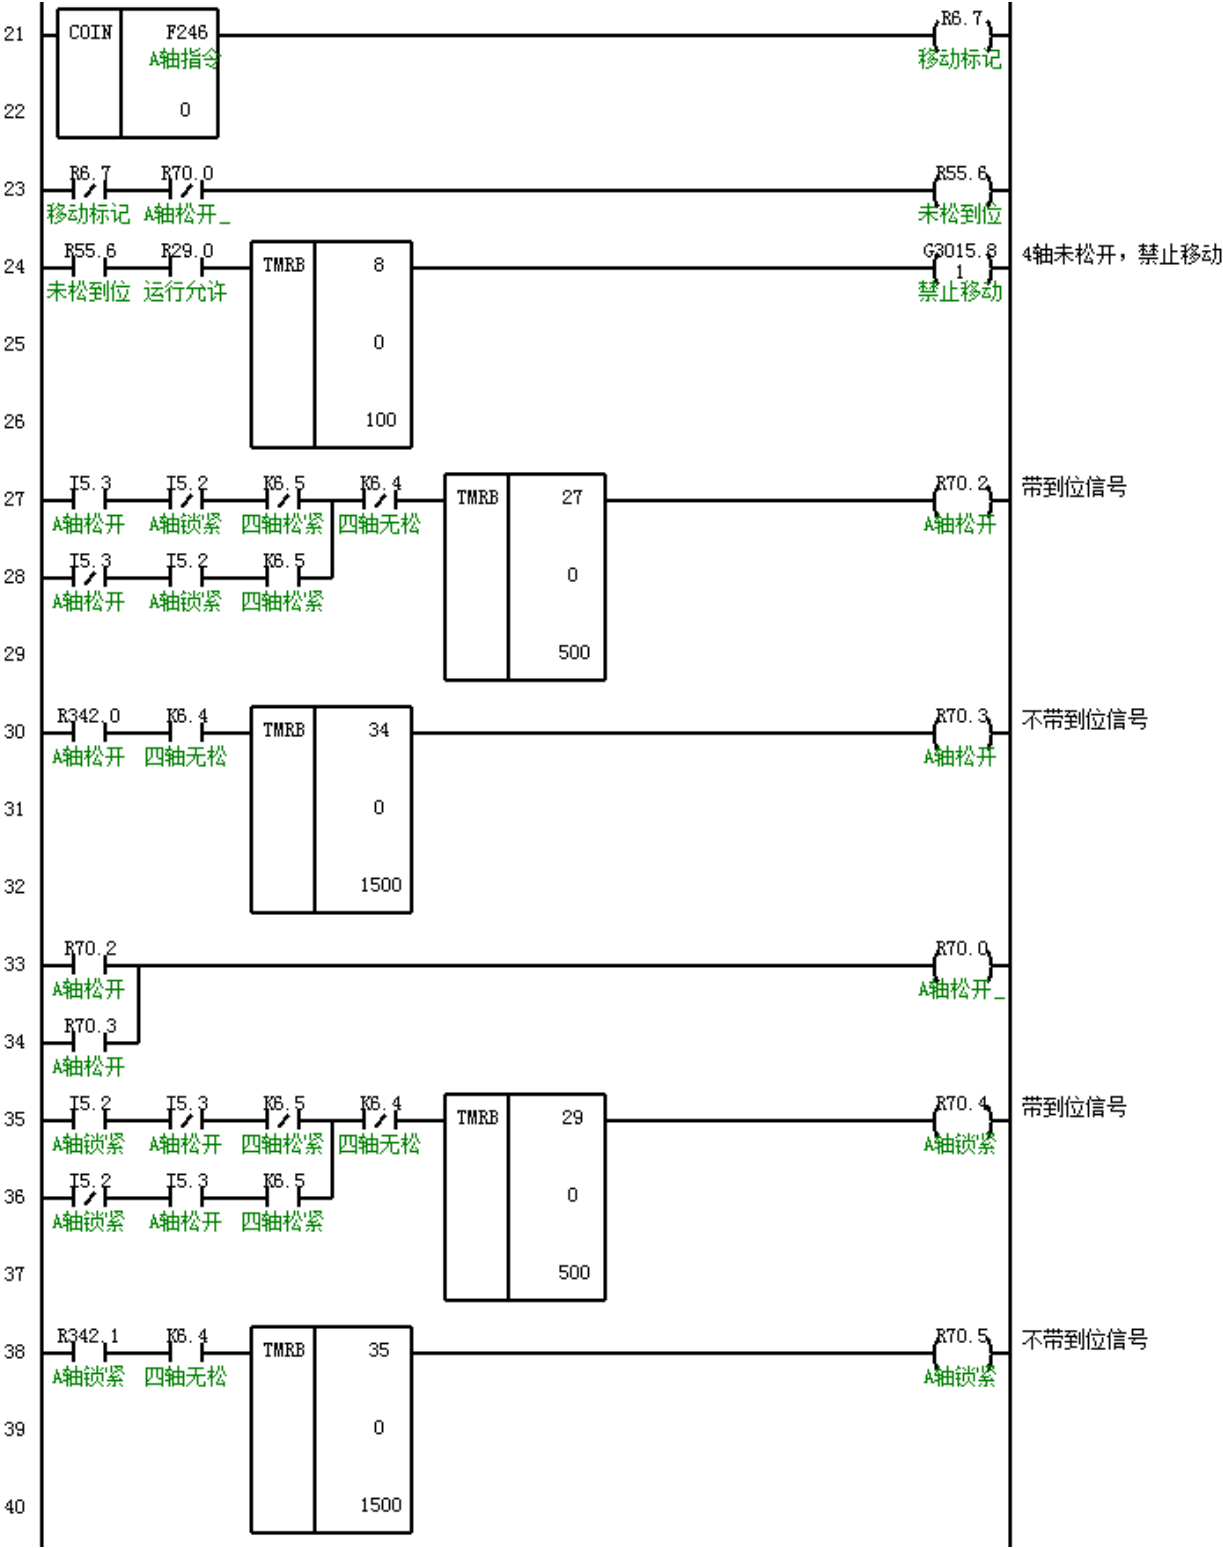 21 COIN F246 R6.7
A轴指令 移动标记
22 0
R6.7 R70.0 R55.6
23
移动标记 A轴松开_ 未松到位
R55.6 R29.0 G3015.8 4轴未松开，禁止移动
24 TMRB 8 1
未松到位 运行允许 禁止移动
25 0
26 100
I5.3 I5.2 K6.5 K6.4 R70.2 带到位信号
27 TMRB 27
A轴松开 A轴锁紧 四轴松紧 四轴无松 A轴松开
I5.3 I5.2 K6.5
28 0
A轴松开 A轴锁紧 四轴松紧
29 500
R342.0 K6.4 R70.3 不带到位信号
30 TMRB 34
A轴松开 四轴无松 A轴松开
31 0
32 1500
R70.2 R70.0
33
A轴松开 A轴松开_
R70.3
34
A轴松开
I5.2 I5.3 K6.5 K6.4 R70.4 带到位信号
35 TMRB 29
A轴锁紧 A轴松开 四轴松紧 四轴无松 A轴锁紧
I5.2 I5.3 K6.5
36 0
A轴锁紧 A轴松开 四轴松紧
37 500
R342.1 K6.4 R70.5 不带到位信号
38 TMRB 35
A轴锁紧 四轴无松 A轴锁紧
39 0
40 1500